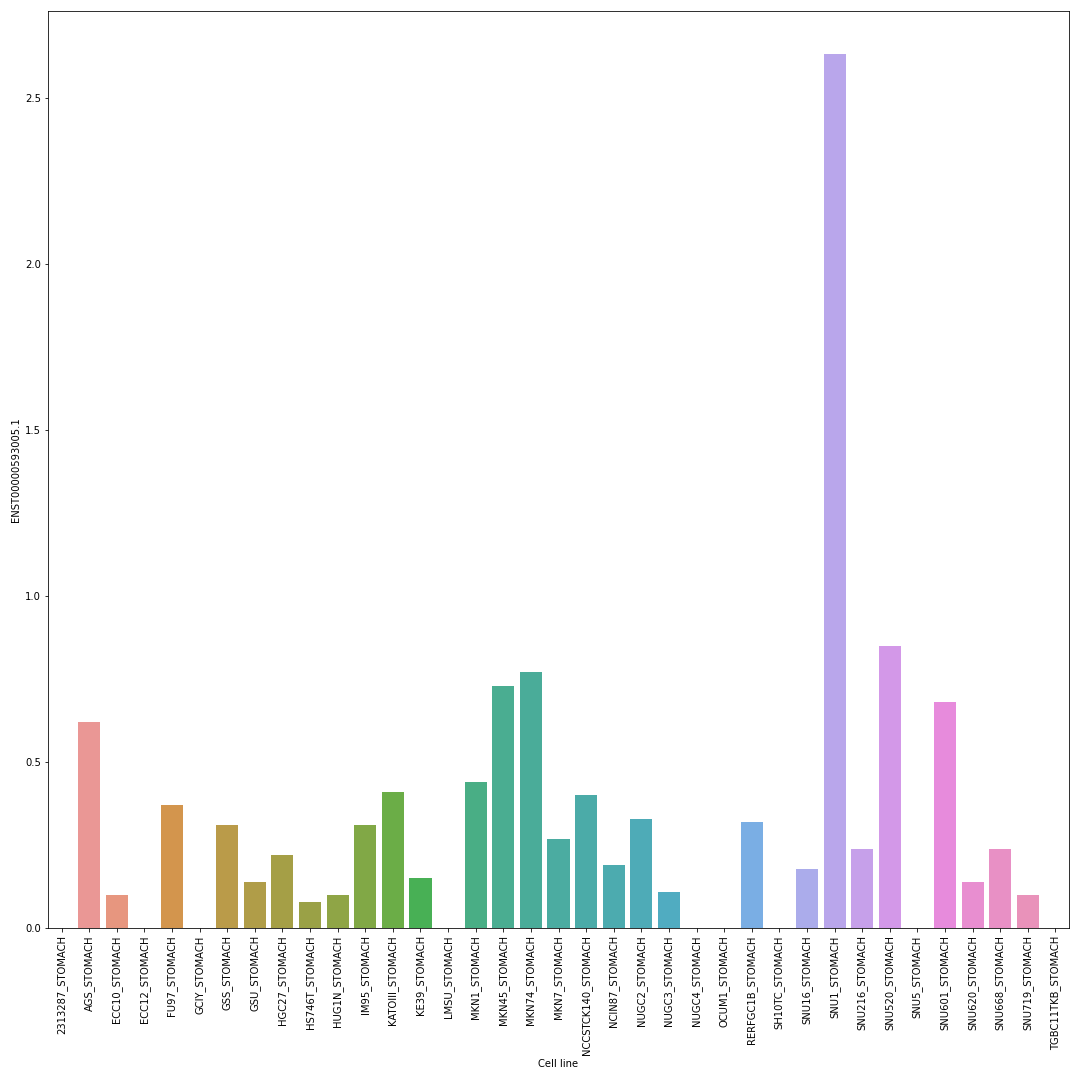 2.5
2.0
1.5
1.0
0.5
0.0
ENST00000593005.1
2313287_STOMACH
AGS_STOMACH
ECC10_STOMACH
ECC12_STOMACH
FU97_STOMACH
GCIY_STOMACH
GSS_STOMACH
GSU_STOMACH
HGC27_STOMACH
HS746T_STOMACH
HUG1N_STOMACH
IM95_STOMACH
KATOIII_STOMACH
KE39_STOMACH
LMSU_STOMACH
MKN1_STOMACH
MKN45_STOMACH
MKN74_STOMACH
MKN7_STOMACH
NCCSTCK140_STOMACH
NCIN87_STOMACH
NUGC2_STOMACH
NUGC3_STOMACH
NUGC4_STOMACH
OCUM1_STOMACH
RERFGC1B_STOMACH
SH10TC_STOMACH
SNU16_STOMACH
SNU1_STOMACH
SNU216_STOMACH
SNU520_STOMACH
SNU5_STOMACH
SNU601_STOMACH
SNU620_STOMACH
SNU668_STOMACH
SNU719_STOMACH
TGBC11TKB_STOMACH
Cell line